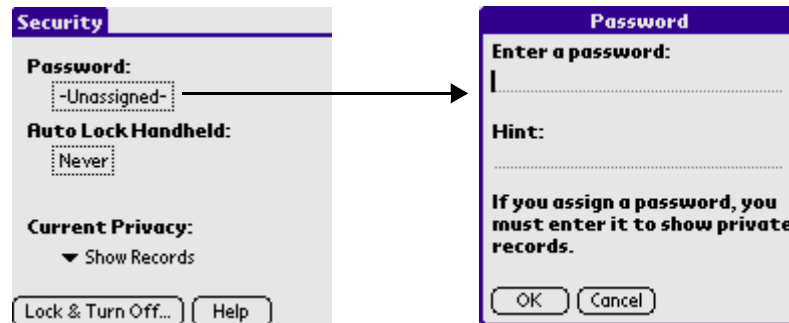 Security
Password:
-Unassigned-
Auto Lock Handheld:
Never
Current Privacy:
Show Records
Lock & Turn Off...
Help
Password
Enter a password:
Hint:
If you assign a password, you
must enter it to show private
records.
OK
Cancel